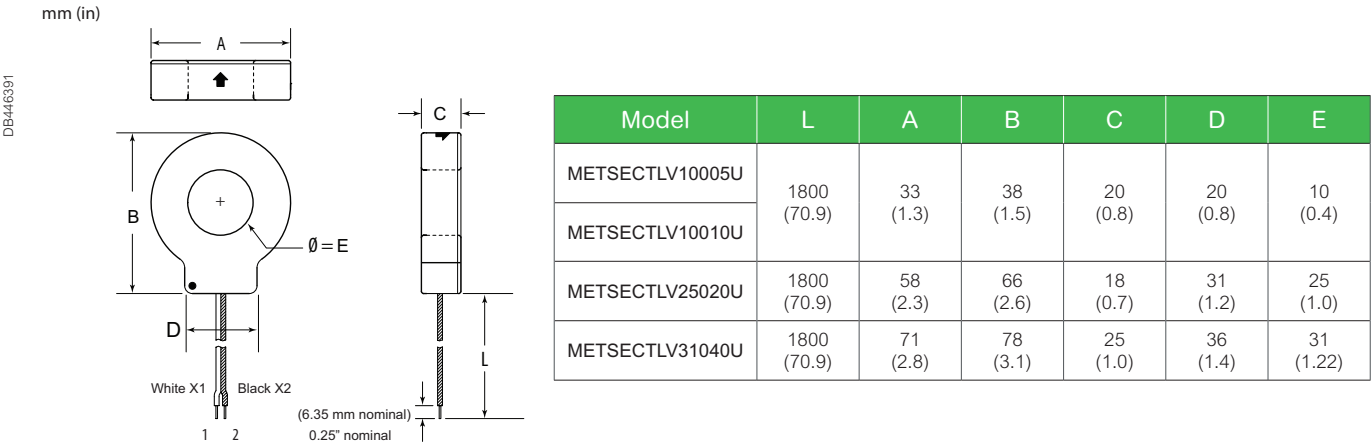 mm (in)
DB446391
A
B
D
Ø = E
White X1 Black X2
1 2
C
L
(6.35 mm nominal)
0.25” nominal
Model L A B C D E
METSECTLV10005U
METSECTLV10010U
1800 33 38 20 20 10
(70.9) (1.3) (1.5) (0.8) (0.8) (0.4)
METSECTLV25020U
1800 58 66 18 31 25
(70.9) (2.3) (2.6) (0.7) (1.2) (1.0)
METSECTLV31040U
1800 71 78 25 36 31
(70.9) (2.8) (3.1) (1.0) (1.4) (1.22)